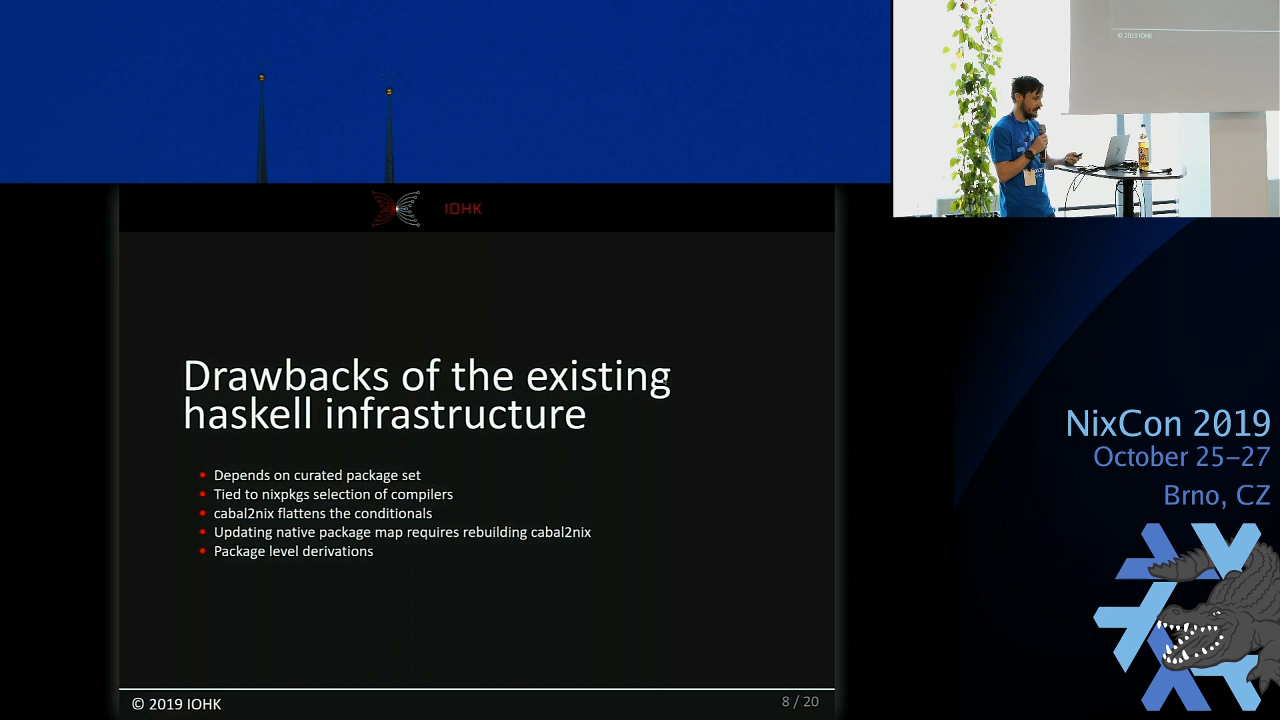 © 2019 IOHK
IOHK
Drawbacks of the existing
haskell infrastructure
Depends on curated package set
Tied to nixpkgs selection of compilers
cabal2nix flattens the conditionals
Updating native package map requires rebuilding cabal2nix
Package level derivations
© 2019 IOHK
8 / 20
NixCon 2019
October 25–27
Brno, CZ